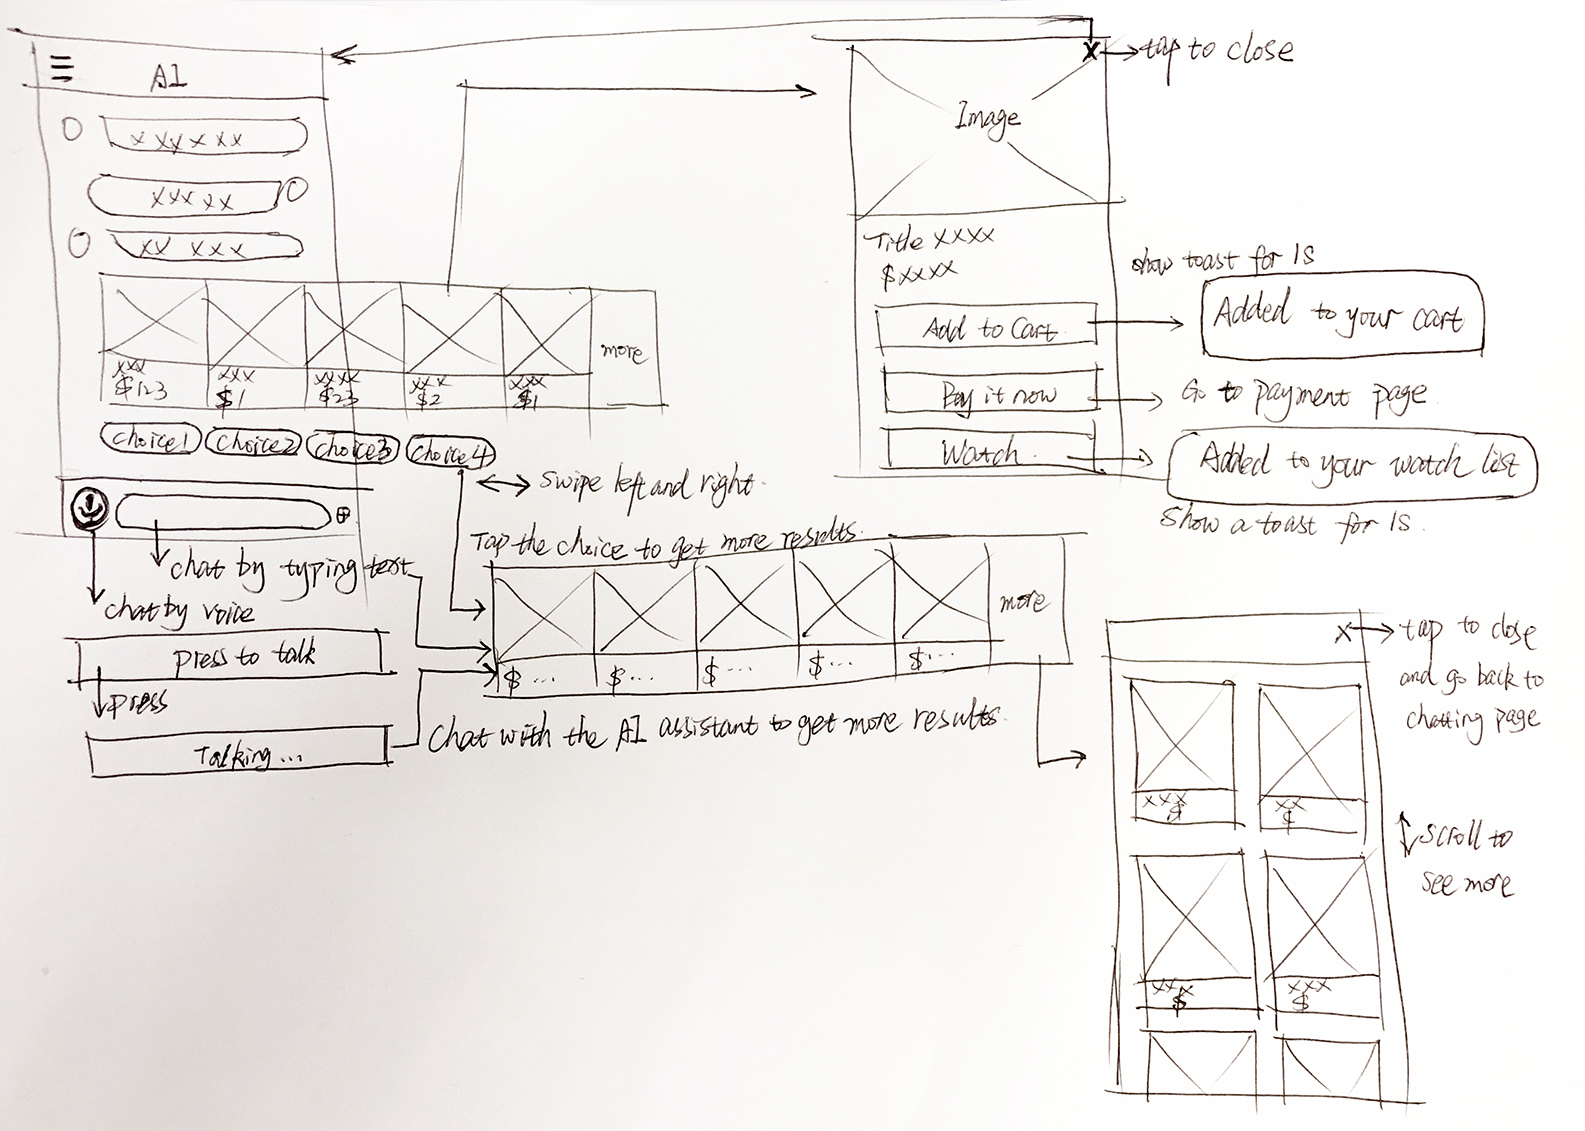 AI
x xx x xx
xxx xx
xx xxx
xxx
$123
xxx
$1
xxxx
$23
xxx
$2
xxx
$1
more
choice1
choice2
choice3
choice4
swipe left and right.
chat by typing text
chat by voice
press to talk
press
Talking...
Tap the choice to get more results.
$ ...
$ ...
$ ...
$ ...
$ ...
more
Chat with the AI assistant to get more results.
X
tap to close
Image
Title xxxx
$xxxx
Add to Cart
Buy it now
Watch
show toast for 1S
Added to your cart
Go to payment page
Added to your watch list
Show a toast for 1S.
X
tap to close
and go back to
chatting page
xxx
$
xx
$
scroll to
see more
xxx
$
xxx
$